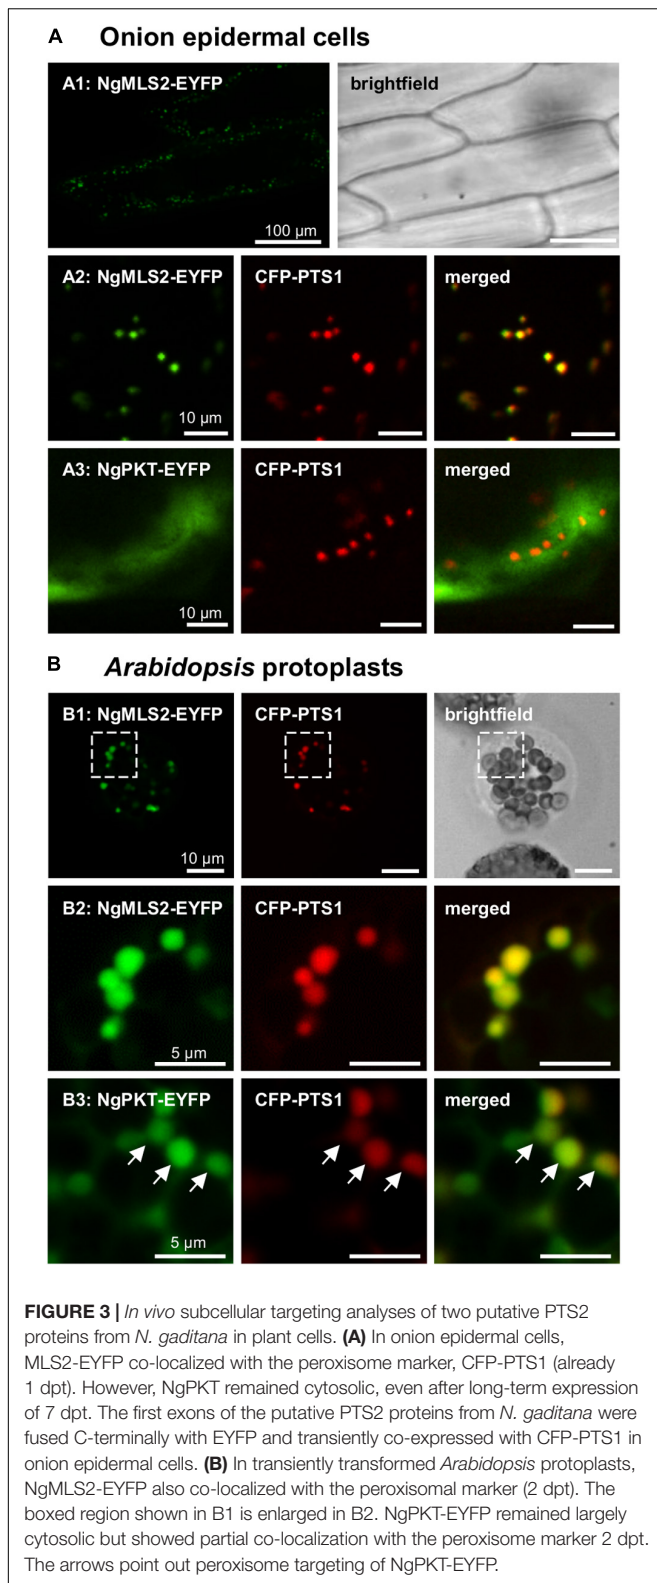 A Onion epidermal cells
A1: NgMLS2-EYFP brightfield
100 µm
A2: NgMLS2-EYFP CFP-PTS1 merged
10 µm
A3: NgPKT-EYFP CFP-PTS1 merged
10 µm
B Arabidopsis protoplasts
B1: NgMLS2-EYFP CFP-PTS1 brightfield
10 µm
B2: NgMLS2-EYFP CFP-PTS1 merged
5 µm
B3: NgPKT-EYFP CFP-PTS1 merged
5 µm
FIGURE 3 | In vivo subcellular targeting analyses of two putative PTS2
proteins from N. gaditana in plant cells. (A) In onion epidermal cells,
MLS2-EYFP co-localized with the peroxisome marker, CFP-PTS1 (already
1 dpt). However, NgPKT remained cytosolic, even after long-term expression
of 7 dpt. The first exons of the putative PTS2 proteins from N. gaditana were
fused C-terminally with EYFP and transiently co-expressed with CFP-PTS1 in
onion epidermal cells. (B) In transiently transformed Arabidopsis protoplasts,
NgMLS2-EYFP also co-localized with the peroxisomal marker (2 dpt). The
boxed region shown in B1 is enlarged in B2. NgPKT-EYFP remained largely
cytosolic but showed partial co-localization with the peroxisome marker 2 dpt.
The arrows point out peroxisome targeting of NgPKT-EYFP.